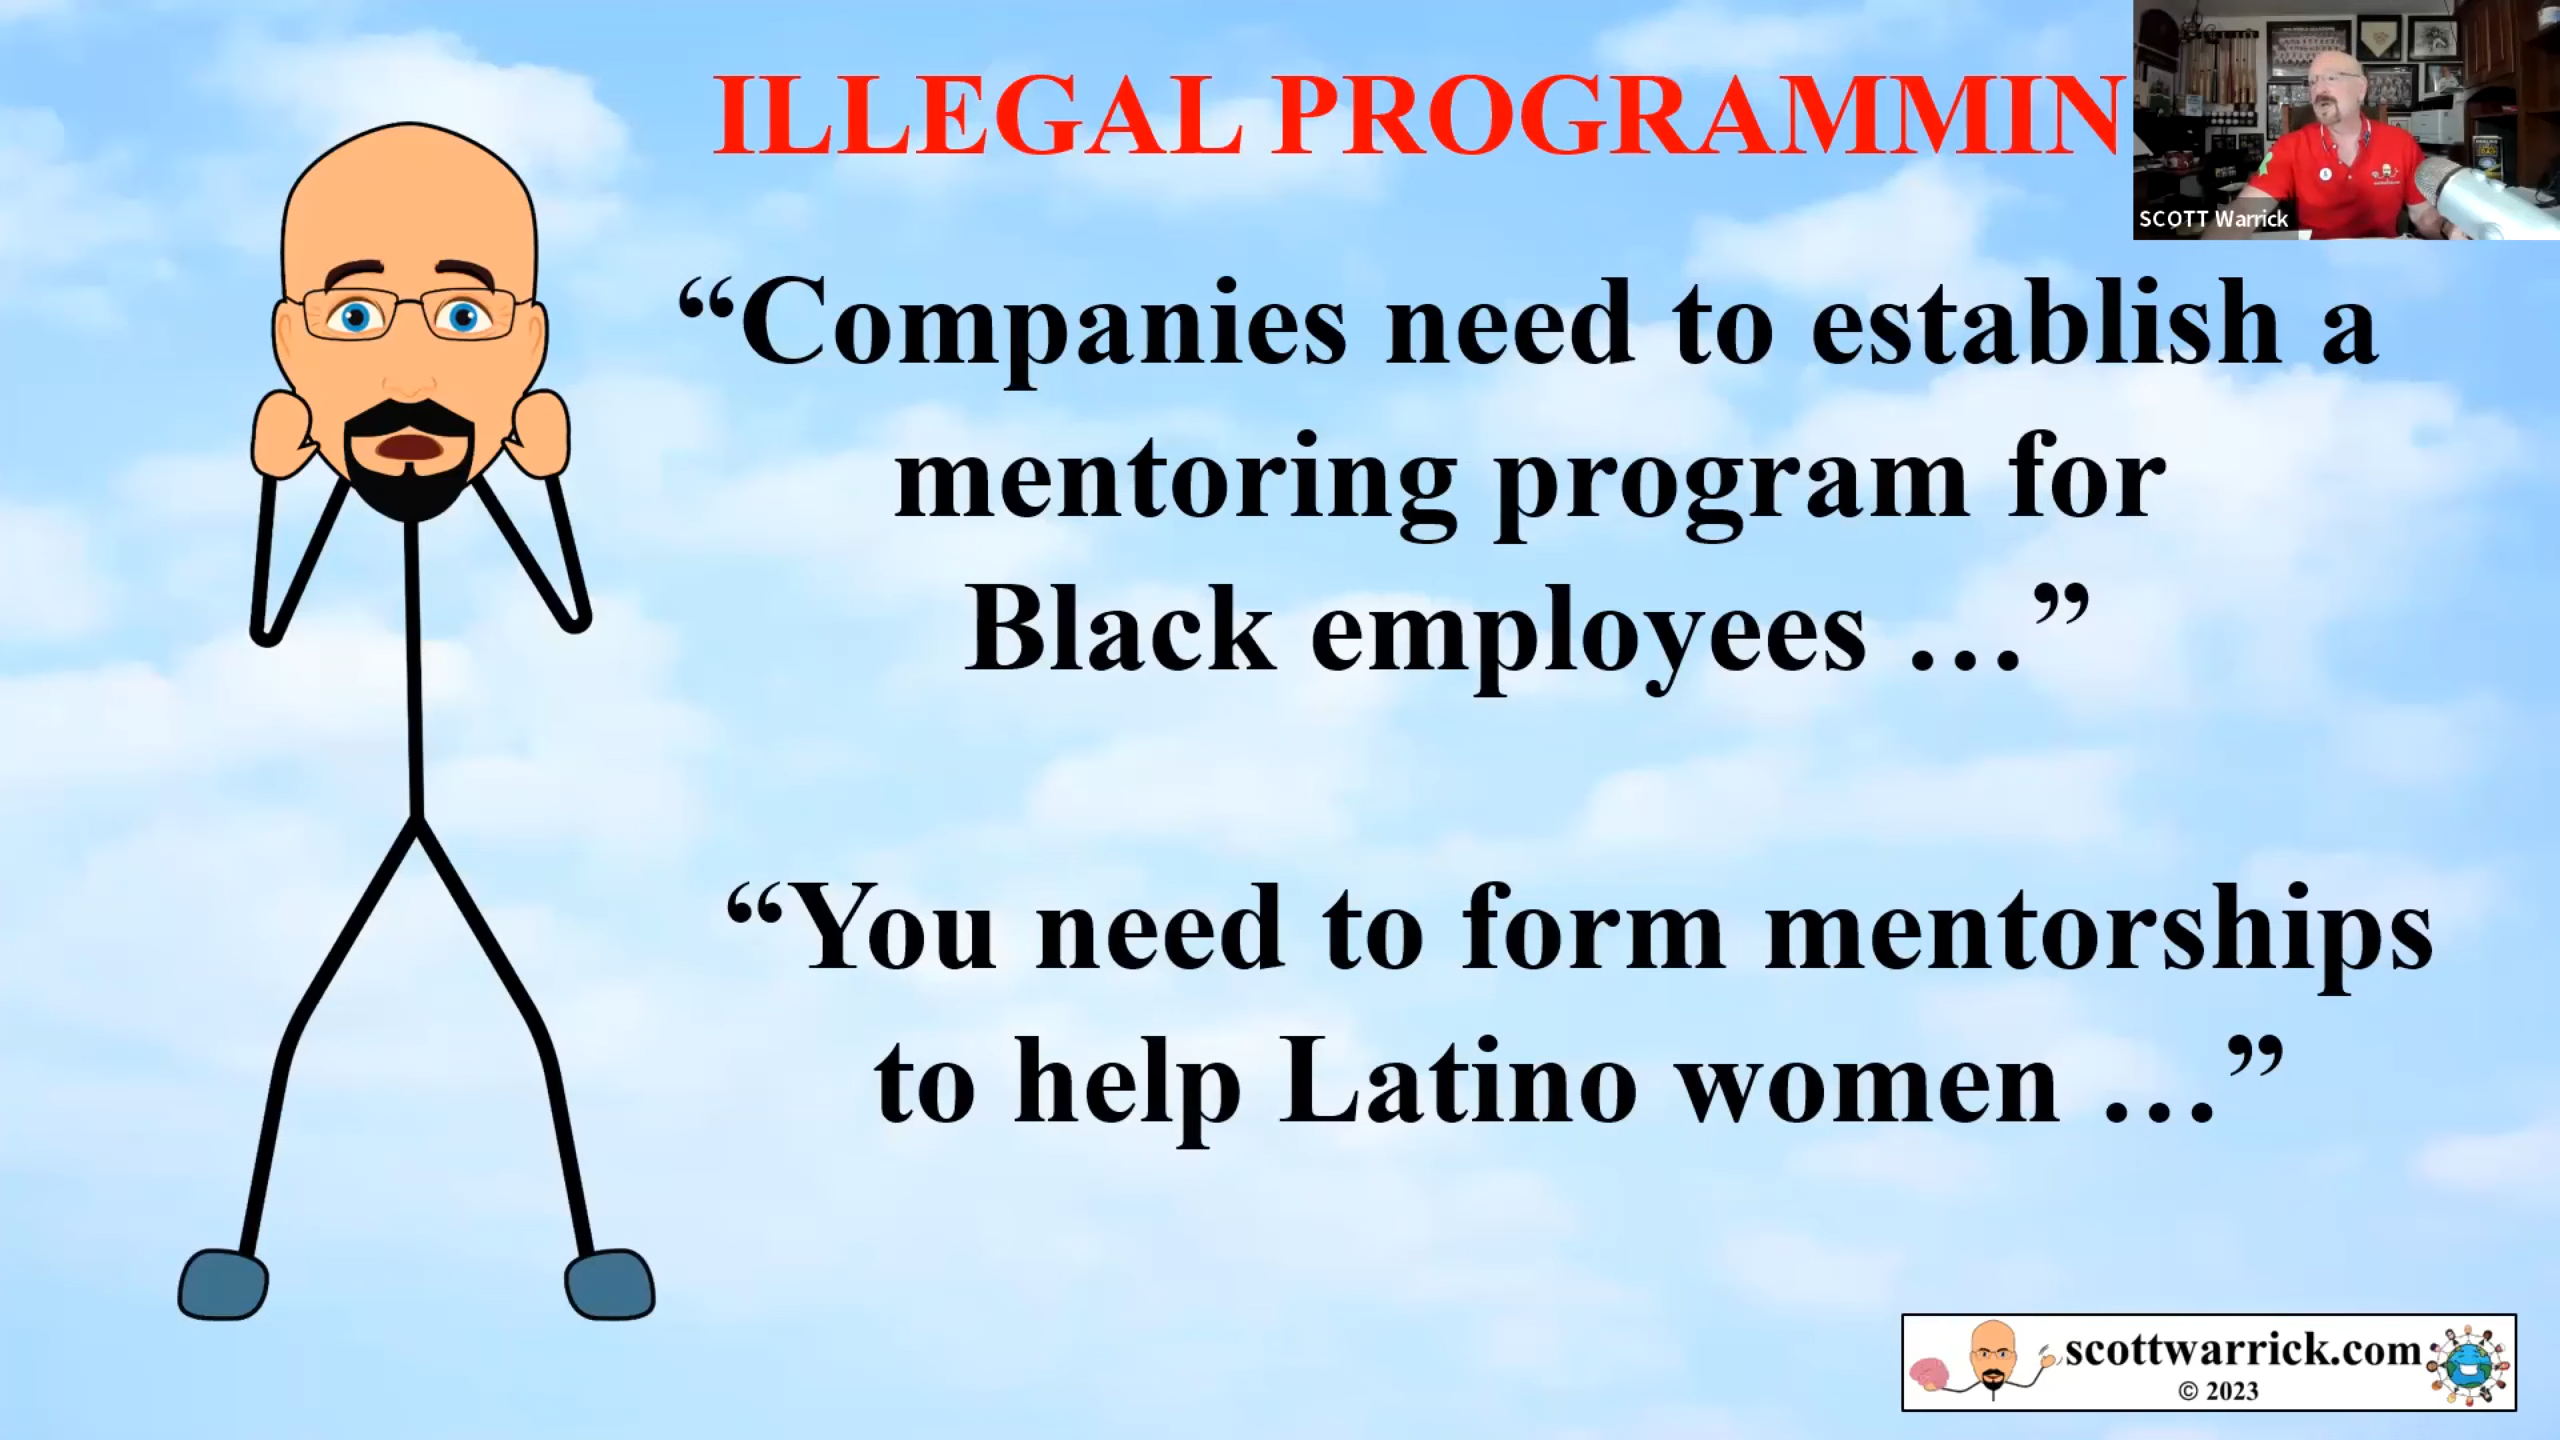 ILLEGAL PROGRAMMIN
SCOTT Warrick
“Companies need to establish a
mentoring program for
Black employees …”
“You need to form mentorships
to help Latino women …”
scottwarrick.com
© 2023